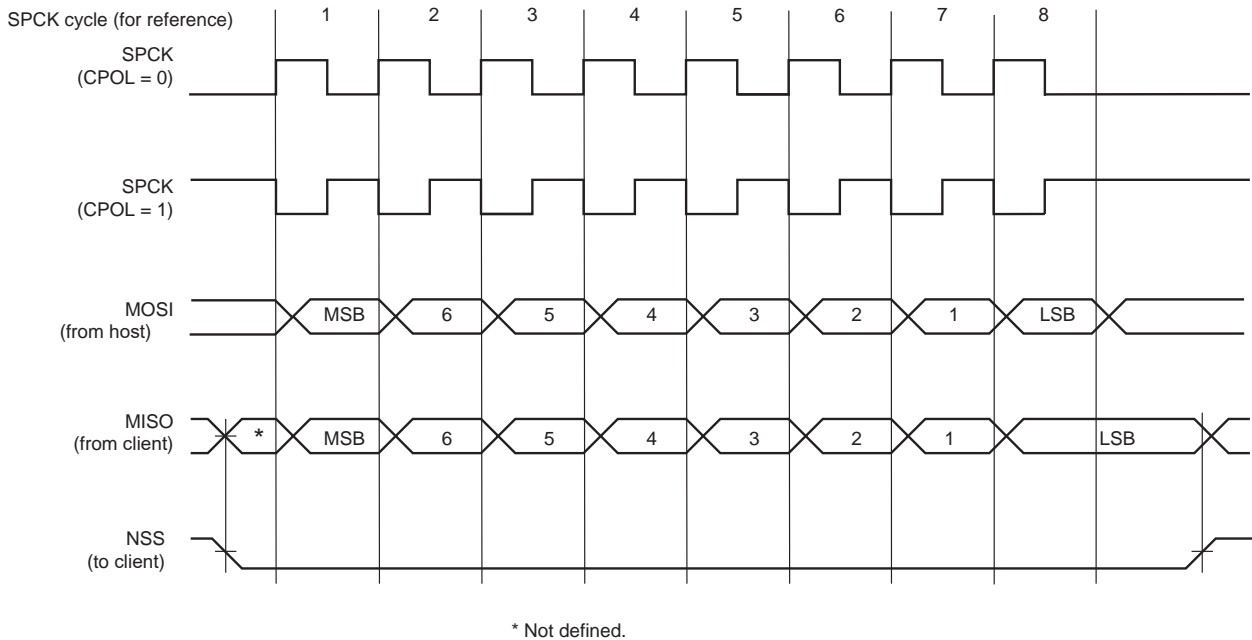 SPCK cycle (for reference)
1 2 3 4 5 6 7 8
SPCK
(CPOL = 0)
SPCK
(CPOL = 1)
MOSI
(from host)
MSB 6 5 4 3 2 1 LSB
MISO
(from client)
* MSB 6 5 4 3 2 1 LSB
NSS
(to client)
* Not defined.